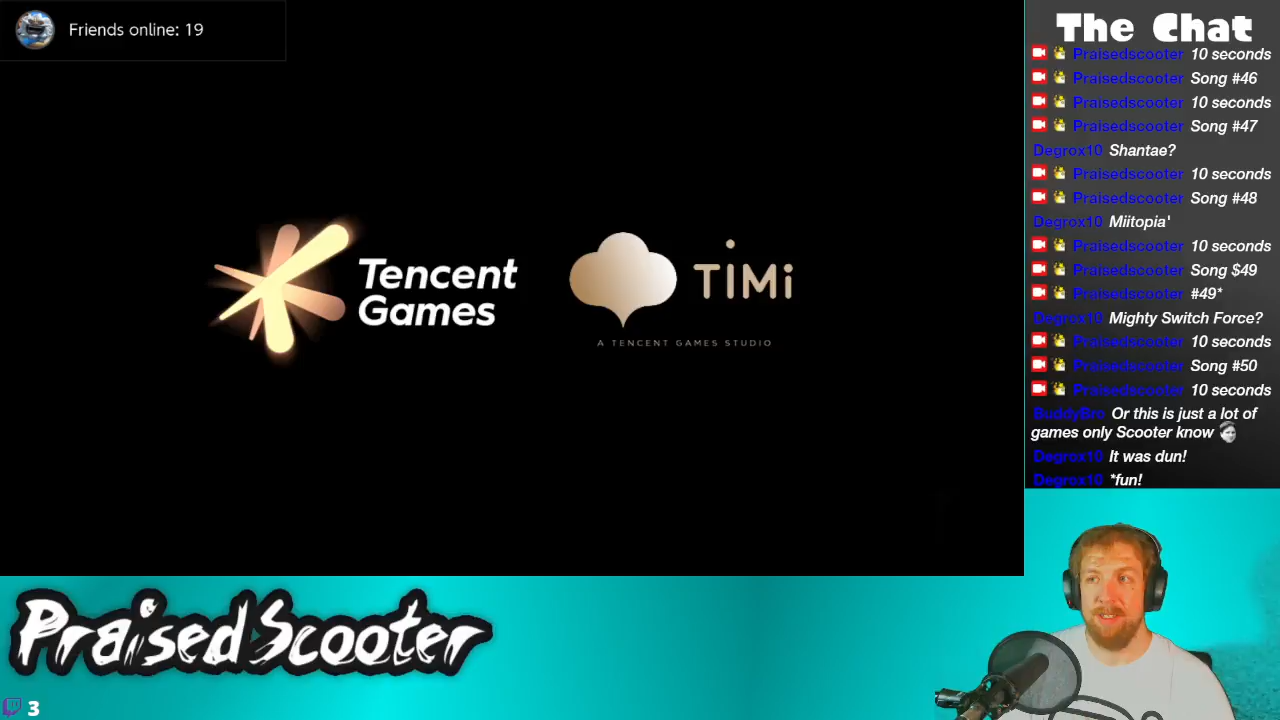 Friends online: 19
Tencent
Games
TiMi
A TENCENT GAMES STUDIO
The Chat
Praisedscooter 10 seconds
Praisedscooter Song #46
Praisedscooter 10 seconds
Praisedscooter Song #47
Degrox10 Shantae?
Praisedscooter 10 seconds
Praisedscooter Song #48
Degrox10 Miitopia'
Praisedscooter 10 seconds
Praisedscooter Song $49
Praisedscooter #49*
Degrox10 Mighty Switch Force?
Praisedscooter 10 seconds
Praisedscooter Song #50
Praisedscooter 10 seconds
BuddyBro Or this is just a lot of
games only Scooter know
Degrox10 It was dun!
Degrox10 *fun!
PraisedScooter
3